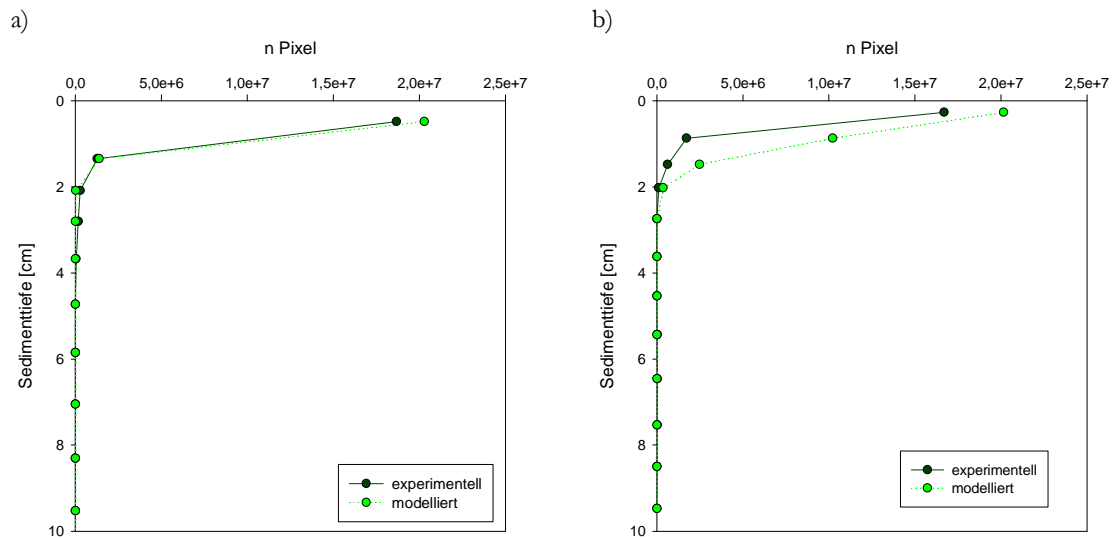 a)
n Pixel
0,0 5,0e+6 1,0e+7 1,5e+7 2,0e+7 2,5e+7
0
2
4
6
8
10
Sedimenttiefe [cm]
experimentell
modelliert
b)
n Pixel
0,0 5,0e+6 1,0e+7 1,5e+7 2,0e+7 2,5e+7
0
2
4
6
8
10
Sedimenttiefe [cm]
experimentell
modelliert